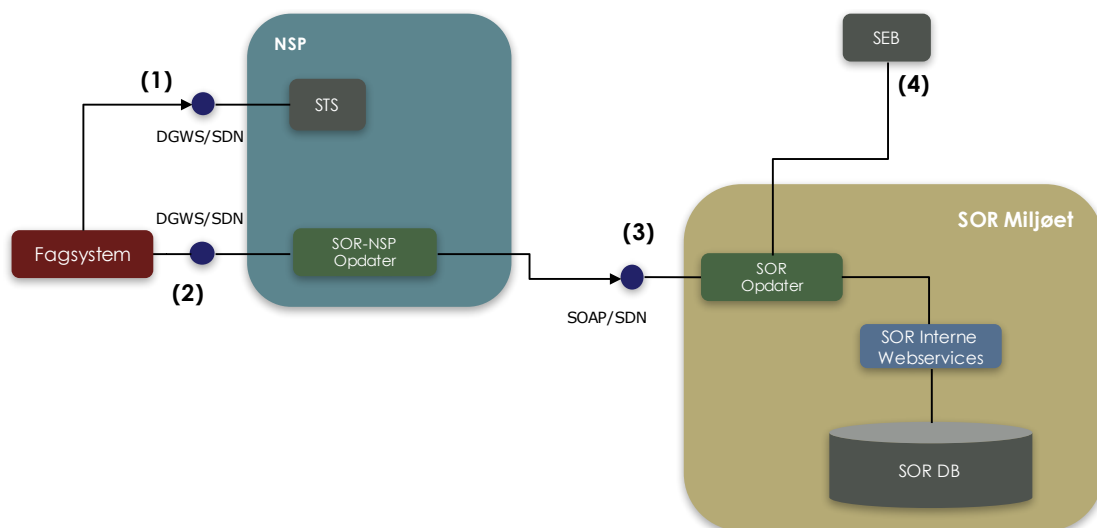 NSP
SEB
(1)
(4)
STS
DGWS/SDN
DGWS/SDN
SOR Miljøet
Fagsystem
SOR-NSP
Opdater
(3)
(2)
SOR
Opdater
SOAP/SDN
SOR Interne
Webservices
SOR DB